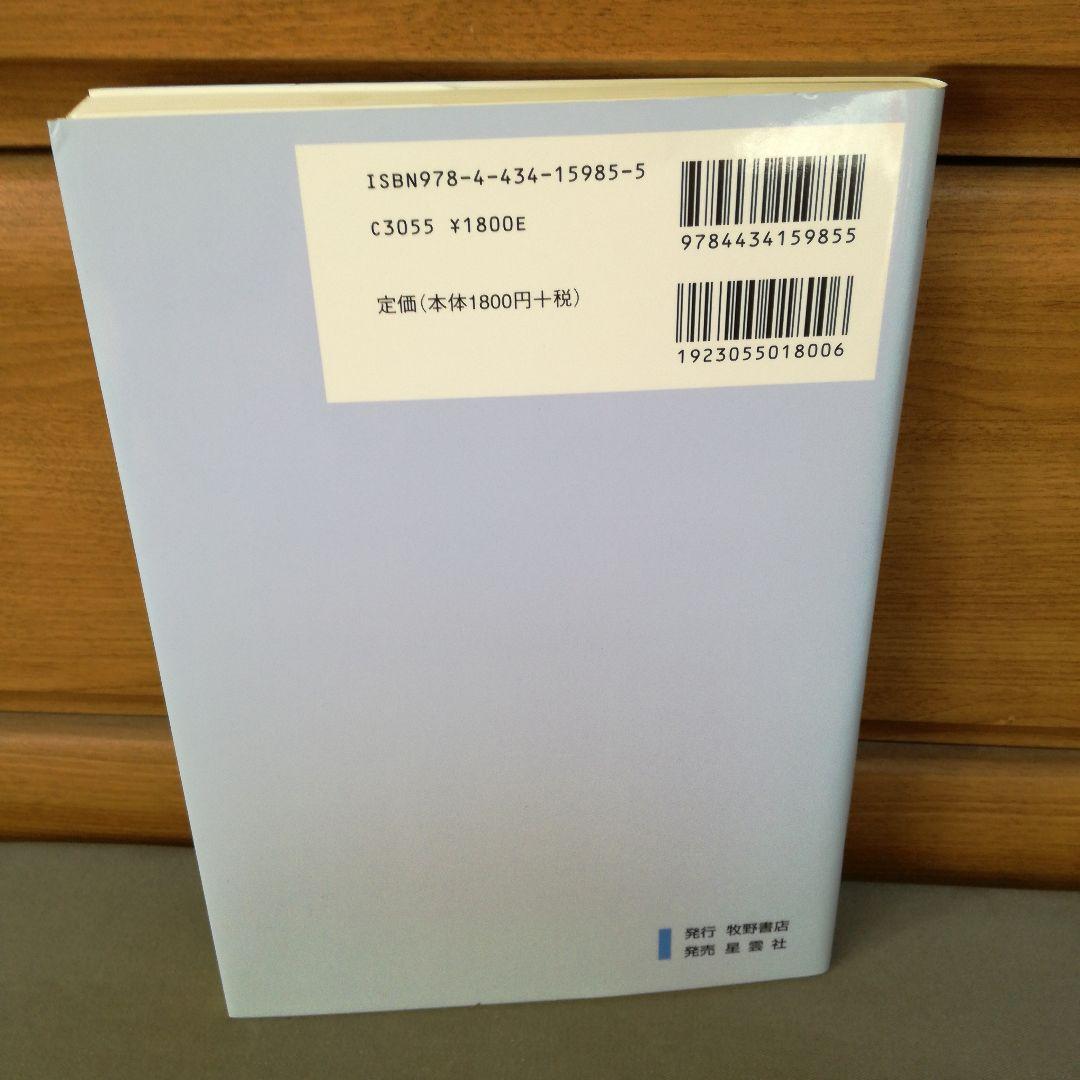 ISBN978-4-434-15985-5
C3055 ¥1800E
定価(本体1800円+税)
9784434159855
1923055018006
発行 牧野書店
発売 星雲社